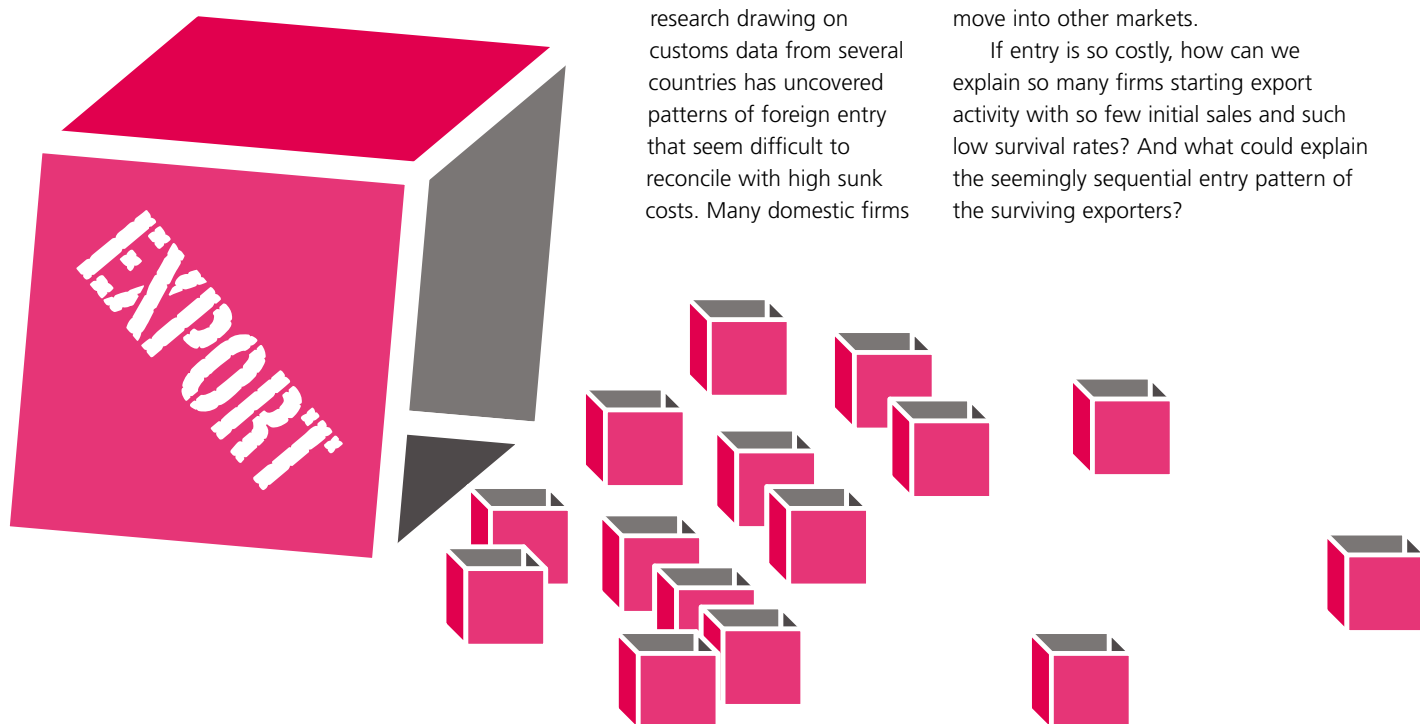 research drawing on
customs data from several
countries has uncovered
patterns of foreign entry
that seem difficult to
reconcile with high sunk
costs. Many domestic firms
move into other markets.
If entry is so costly, how can we
explain so many firms starting export
activity with so few initial sales and such
low survival rates? And what could explain
the seemingly sequential entry pattern of
the surviving exporters?
EXPORT